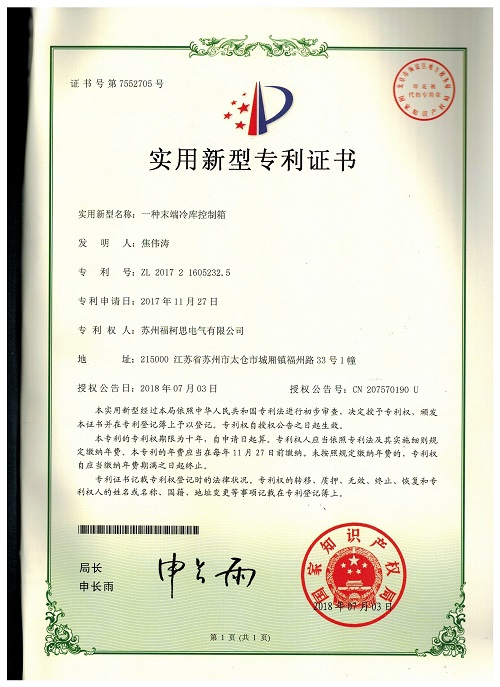 证书号第7552705号
印花税
代扣专用章
实用新型专利证书
实用新型名称：一种末端冷库控制箱
发 明 人：焦伟涛
专 利 号：ZL 2017 2 1605232.5
专利申请日：2017年11月27日
专 利 权 人：苏州福柯思电气有限公司
地 址：215000 江苏省苏州市太仓市城厢镇福州路33号1幢
授权公告日：2018年07月03日 授权公告号：CN 207570190 U
本实用新型经过本局依照中华人民共和国专利法进行初步审查，决定授予专利权，颁发
本证书并在专利登记簿上予以登记。专利权自授权公告之日起生效。
本专利的专利权期限为十年，自申请日起算。专利权人应当依照专利法及其实施细则规
定缴纳年费。本专利的年费应当在每年11月27日前缴纳。未按照规定缴纳年费的，专利权
自应当缴纳年费期满之日起终止。
专利证书记载专利权登记时的法律状况。专利权的转移、质押、无效、终止、恢复和专
利权人的姓名或名称、国籍、地址变更等事项记载在专利登记簿上。
局长
申长雨
申长雨
国家知识产权局
2018年07月03日
第1页(共1页)